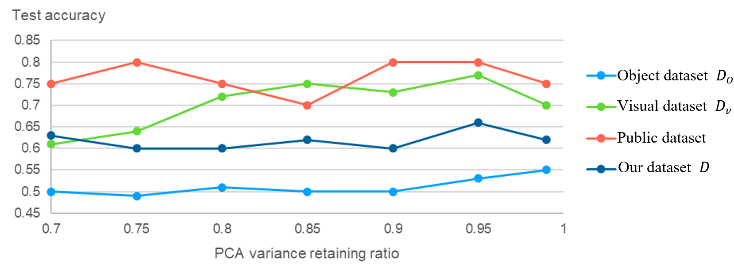 Test accuracy
0.85
0.8
0.75
0.7
0.65
0.6
0.55
0.5
0.45
0.7 0.75 0.8 0.85 0.9 0.95 1
PCA variance retaining ratio
Object dataset D_O
Visual dataset D_v
Public datasct
Our dataset D